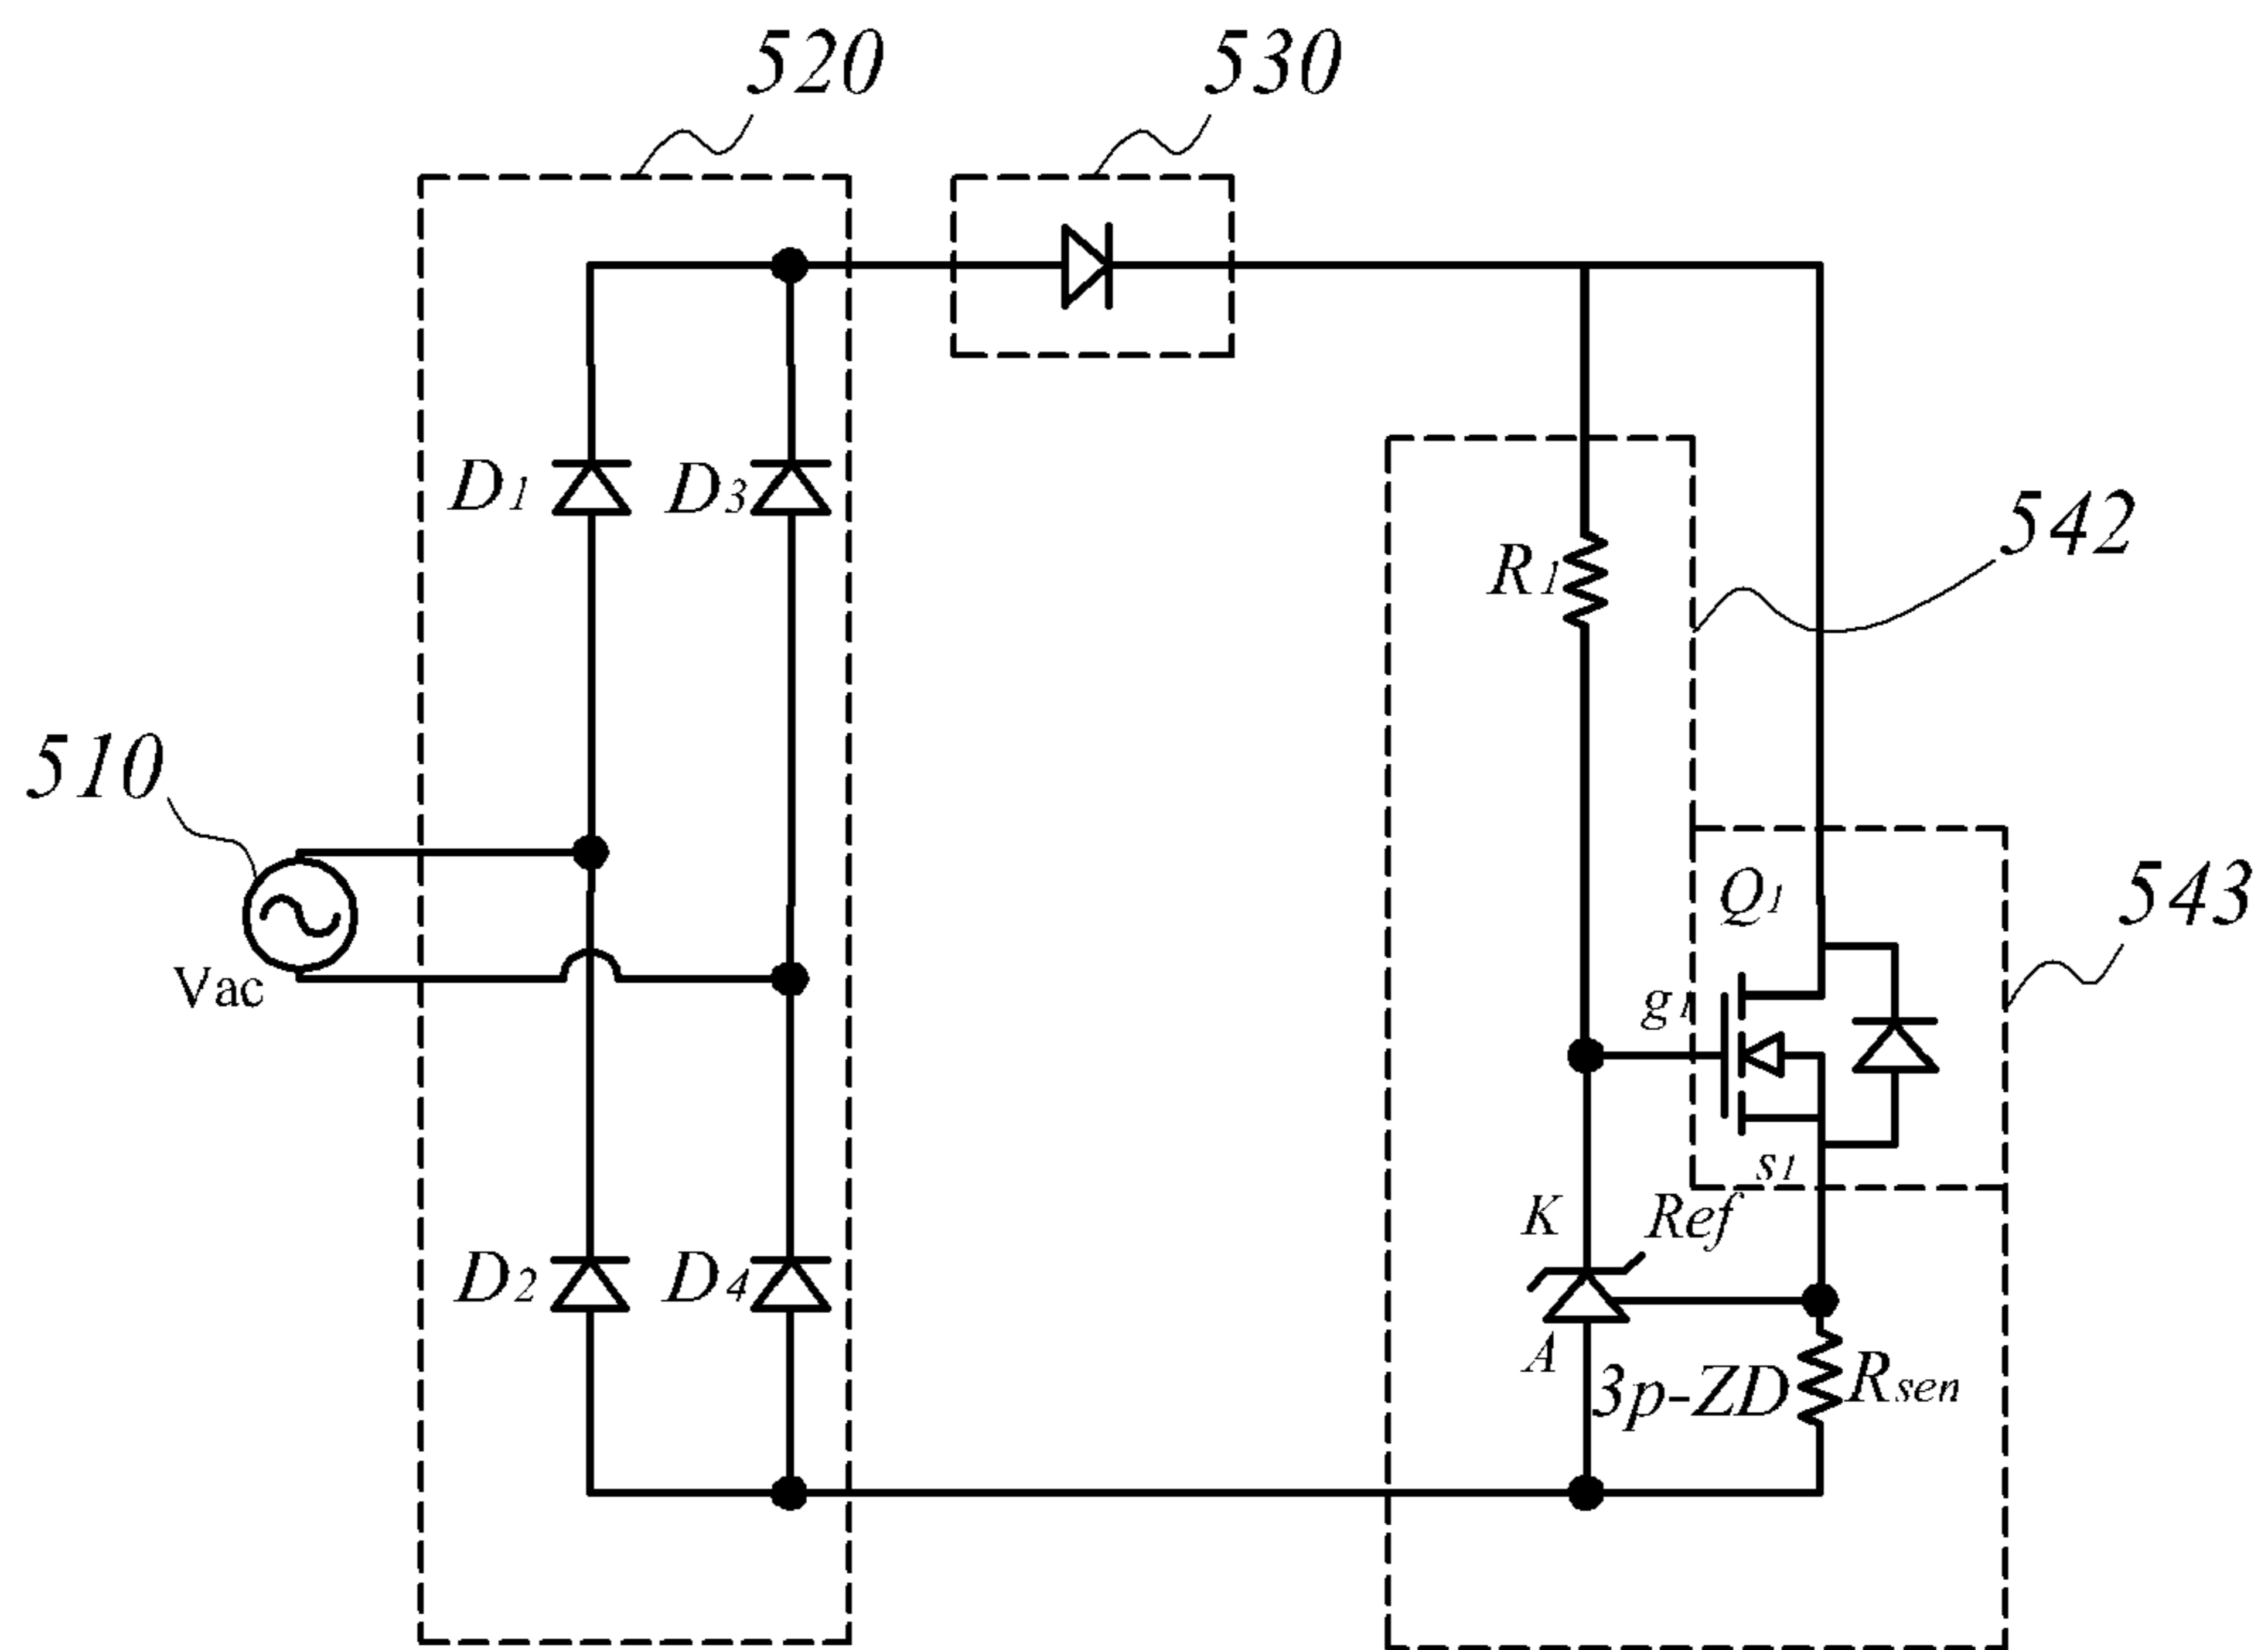 520
530
D1
D3
R1
542
510
Vac
Q1
543
g1
s1
K
Ref
D2
D4
A
3p-ZD
Rsen